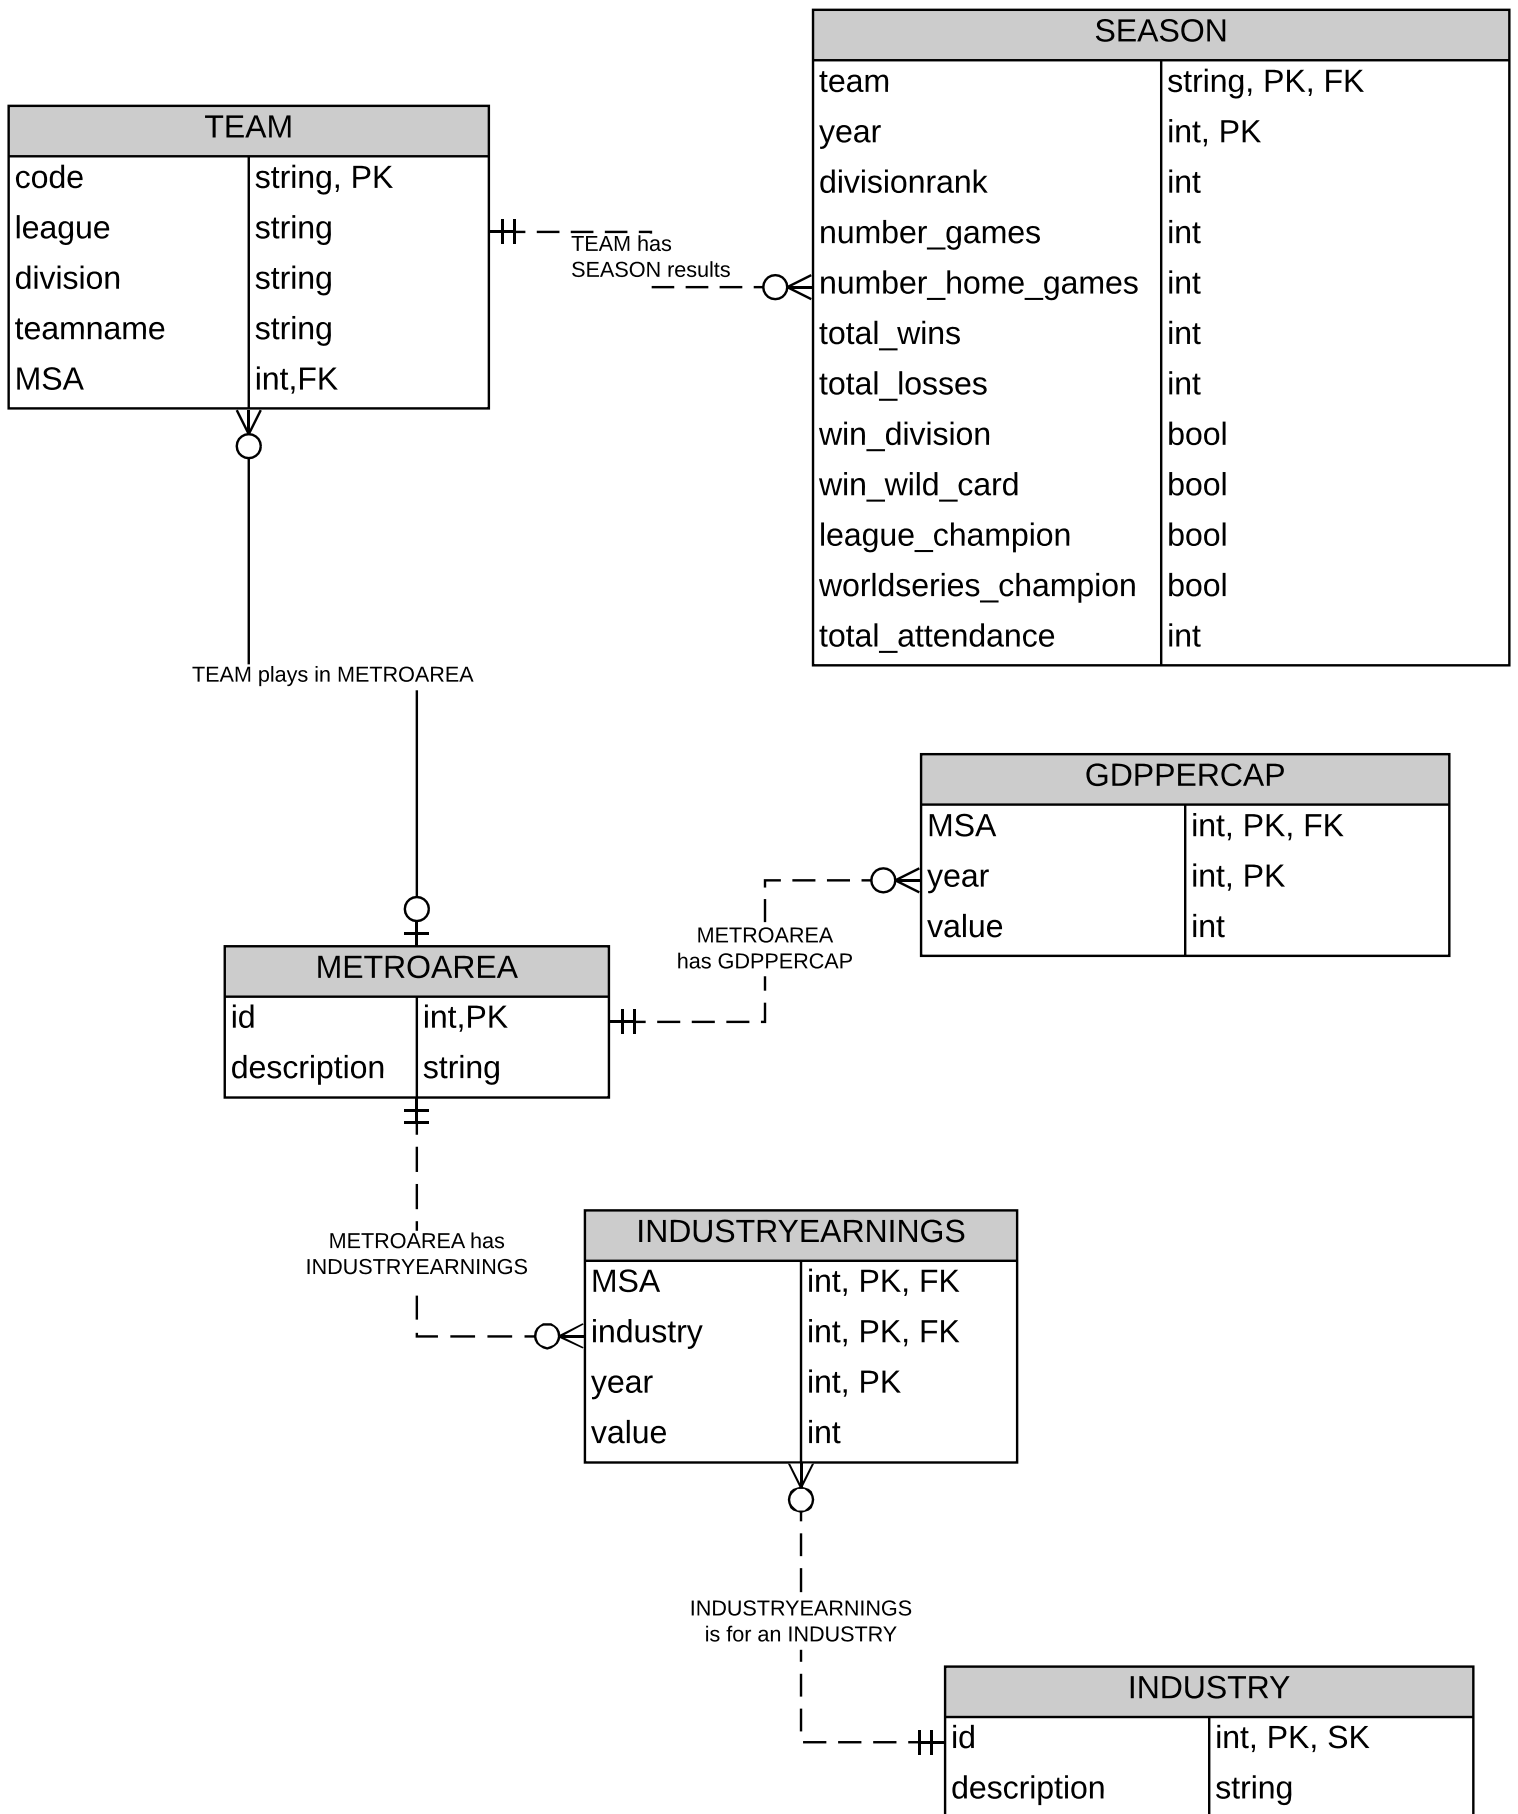 SEASON
team string, PK, FK
year int, PK
divisionrank int
number_games int
number_home_games int
total_wins int
total_losses int
win_division bool
win_wild_card bool
league_champion bool
worldseries_champion bool
total_attendance int
TEAM
code string, PK
league string
division string
teamname string
MSA int,FK
TEAM has
SEASON results
TEAM plays in METROAREA
GDPPERCAP
MSA int, PK, FK
year int, PK
value int
METROAREA
has GDPPERCAP
METROAREA
id int,PK
description string
METROAREA has
INDUSTRYEARNINGS
INDUSTRYEARNINGS
MSA int, PK, FK
industry int, PK, FK
year int, PK
value int
INDUSTRYEARNINGS
is for an INDUSTRY
INDUSTRY
id int, PK, SK
description string